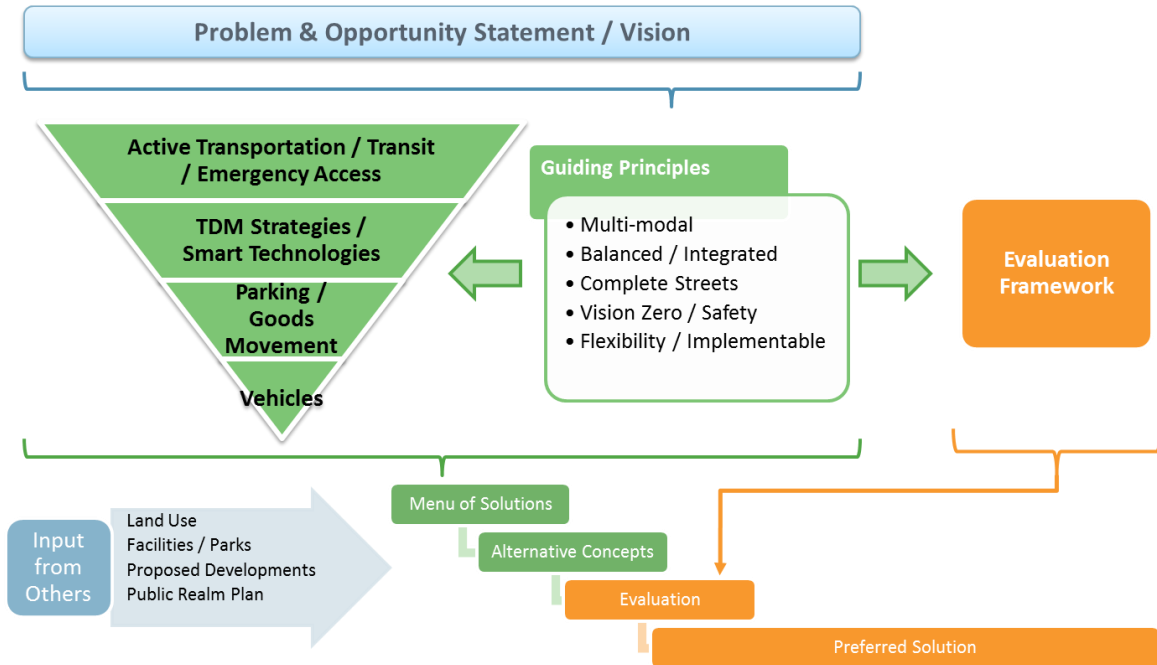 Problem & Opportunity Statement / Vision
Active Transportation / Transit
/ Emergency Access
TDM Strategies /
Smart Technologies
Parking /
Goods
Movement
Vehicles
Guiding Principles
• Multi-modal
• Balanced / Integrated
• Complete Streets
• Vision Zero / Safety
• Flexibility / Implementable
Evaluation
Framework
Input
from
Others
Land Use
Facilities / Parks
Proposed Developments
Public Realm Plan
Menu of Solutions
Alternative Concepts
Evaluation
Preferred Solution